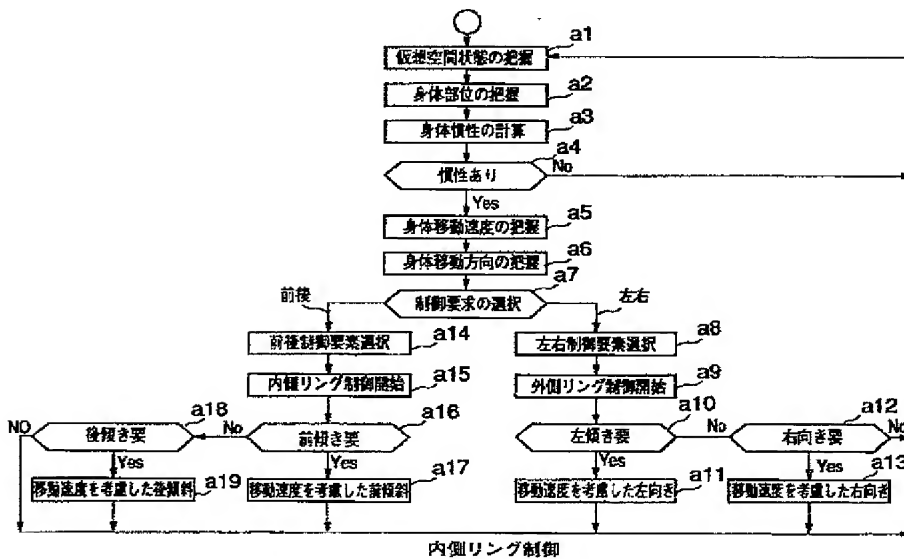 a1
仮想空間状態の把握
a2
身体部位の把握
a3
身体慣性の計算
a4
慣性あり
No
Yes
a5
身体移動速度の把握
a6
身体移動方向の把握
a7
制御要求の選択
前後
左右
a14
前後制御要素選択
a8
左右制御要素選択
a15
内側リング制御開始
a9
外側リング制御開始
a18
a16
a10
a12
NO
後傾き要
No
前傾き要
左傾き要
No
右向き要
No
Yes
Yes
Yes
Yes
a19
a17
a11
a13
移動速度を考慮した後傾斜
移動速度を考慮した前傾斜
移動速度を考慮した左向き
移動速度を考慮した右向き
内側リング制御